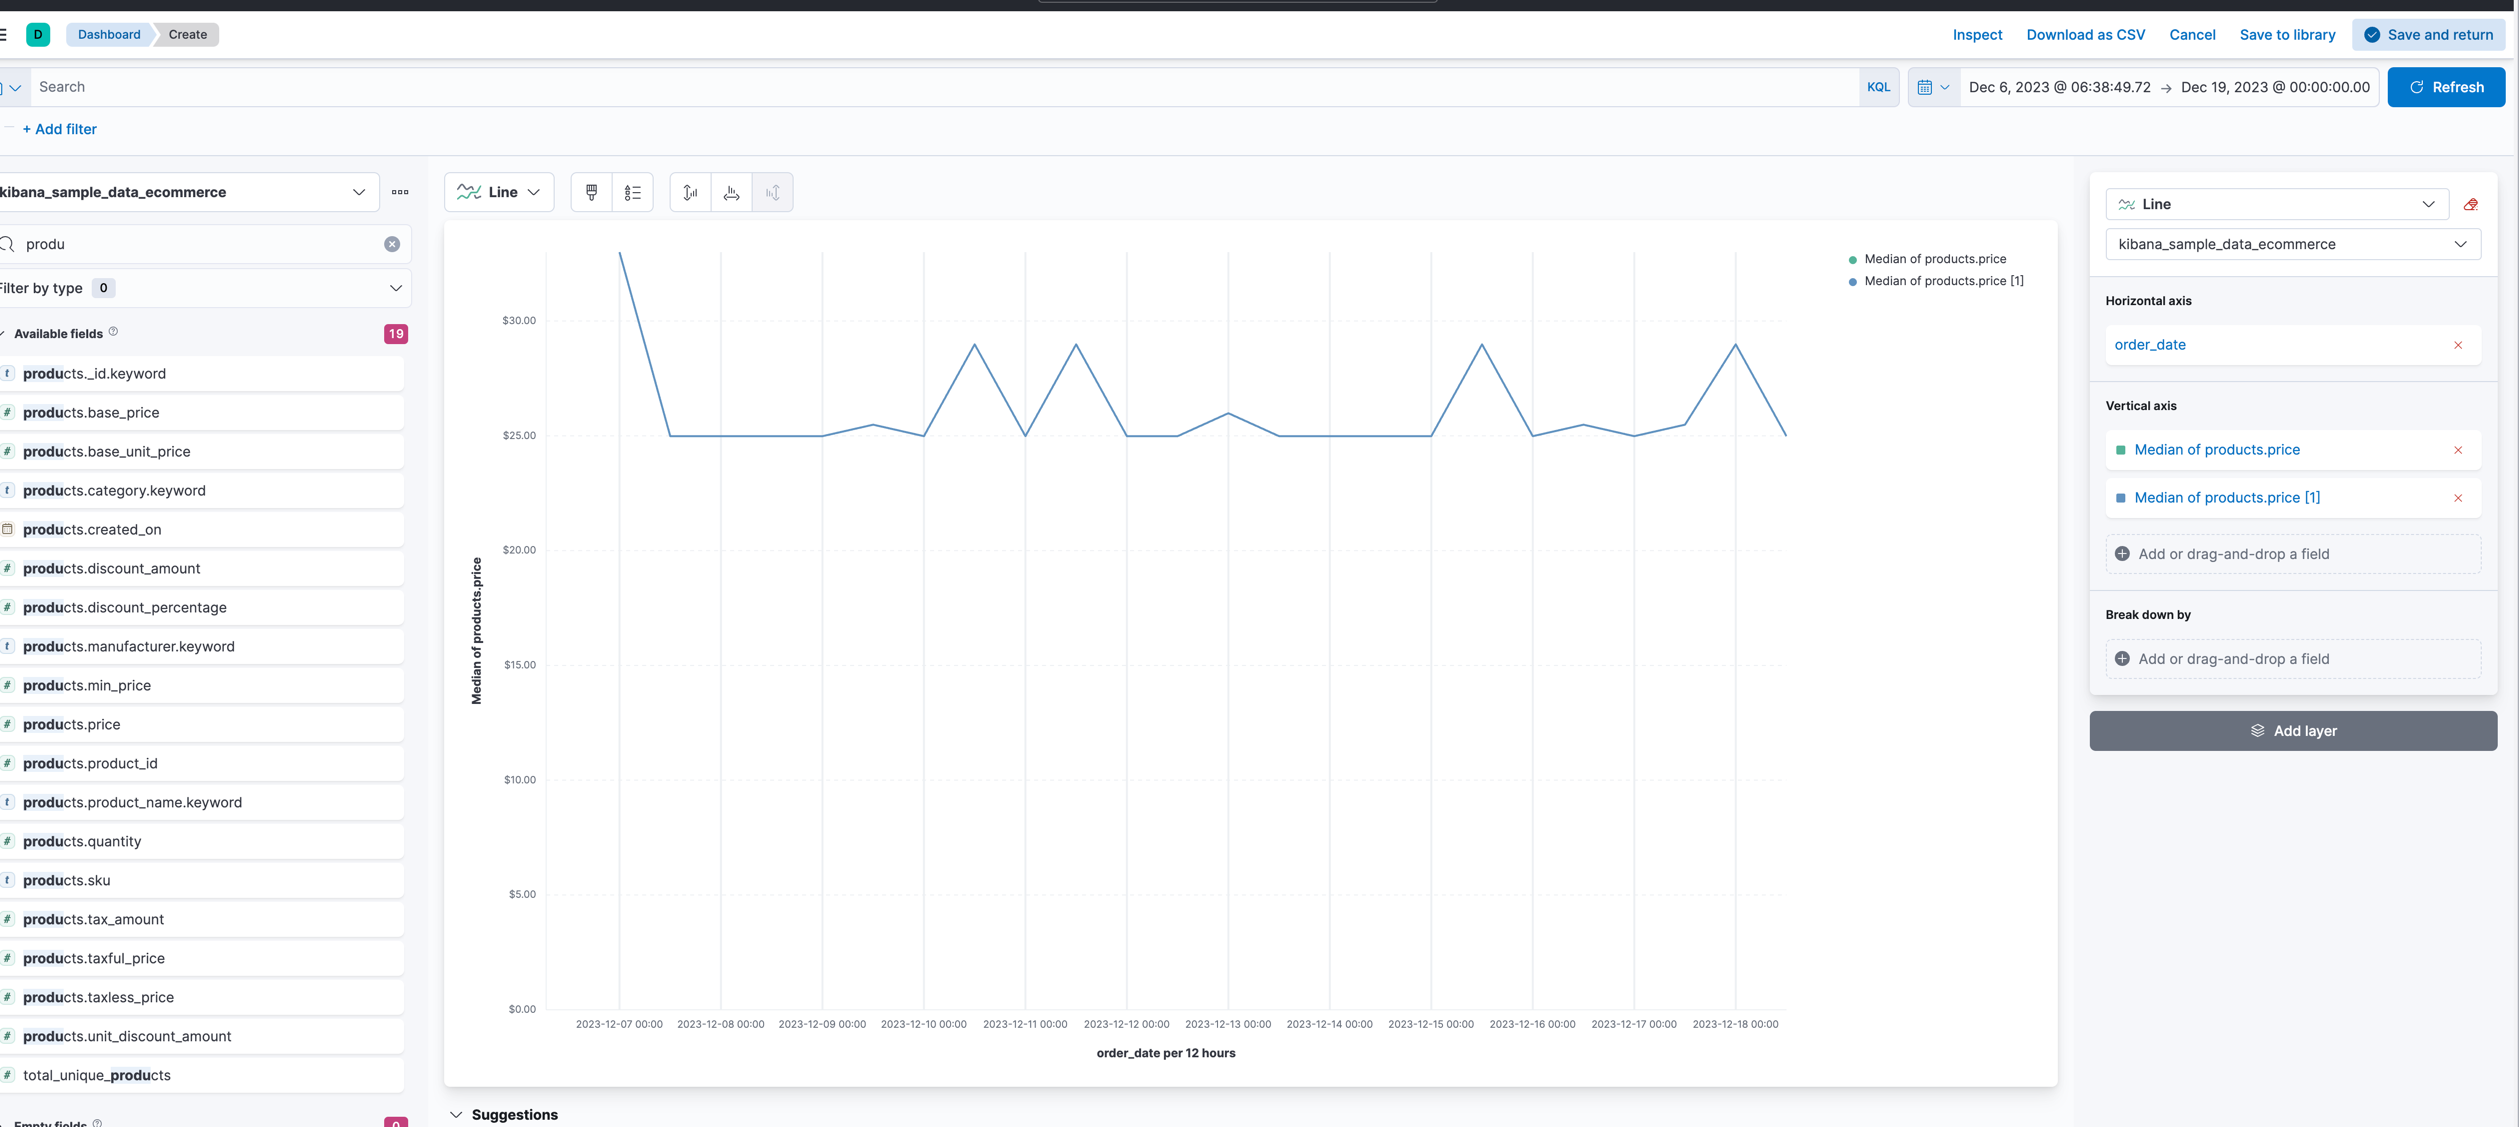 D
Dashboard
Create
Inspect
Download as CSV
Cancel
Save to library
Save and return
Search
KQL
Dec 6, 2023 @ 06:38:49.72 → Dec 19, 2023 @ 00:00:00.00
Refresh
+ Add filter
kibana_sample_data_ecommerce
produ
Filter by type 0
Available fields
19
t products._id.keyword
# products.base_price
# products.base_unit_price
t products.category.keyword
products.created_on
# products.discount_amount
# products.discount_percentage
t products.manufacturer.keyword
# products.min_price
# products.price
# products.product_id
t products.product_name.keyword
# products.quantity
t products.sku
# products.tax_amount
# products.taxful_price
# products.taxless_price
# products.unit_discount_amount
# total_unique_products
Empty fields
0
Line
Median of products.price
Median of products.price [1]
$30.00
$25.00
$20.00
$15.00
$10.00
$5.00
$0.00
Median of products.price
2023-12-07 00:00
2023-12-08 00:00
2023-12-09 00:00
2023-12-10 00:00
2023-12-11 00:00
2023-12-12 00:00
2023-12-13 00:00
2023-12-14 00:00
2023-12-15 00:00
2023-12-16 00:00
2023-12-17 00:00
2023-12-18 00:00
order_date per 12 hours
Suggestions
Line
kibana_sample_data_ecommerce
Horizontal axis
order_date
Vertical axis
Median of products.price
Median of products.price [1]
Add or drag-and-drop a field
Break down by
Add or drag-and-drop a field
Add layer